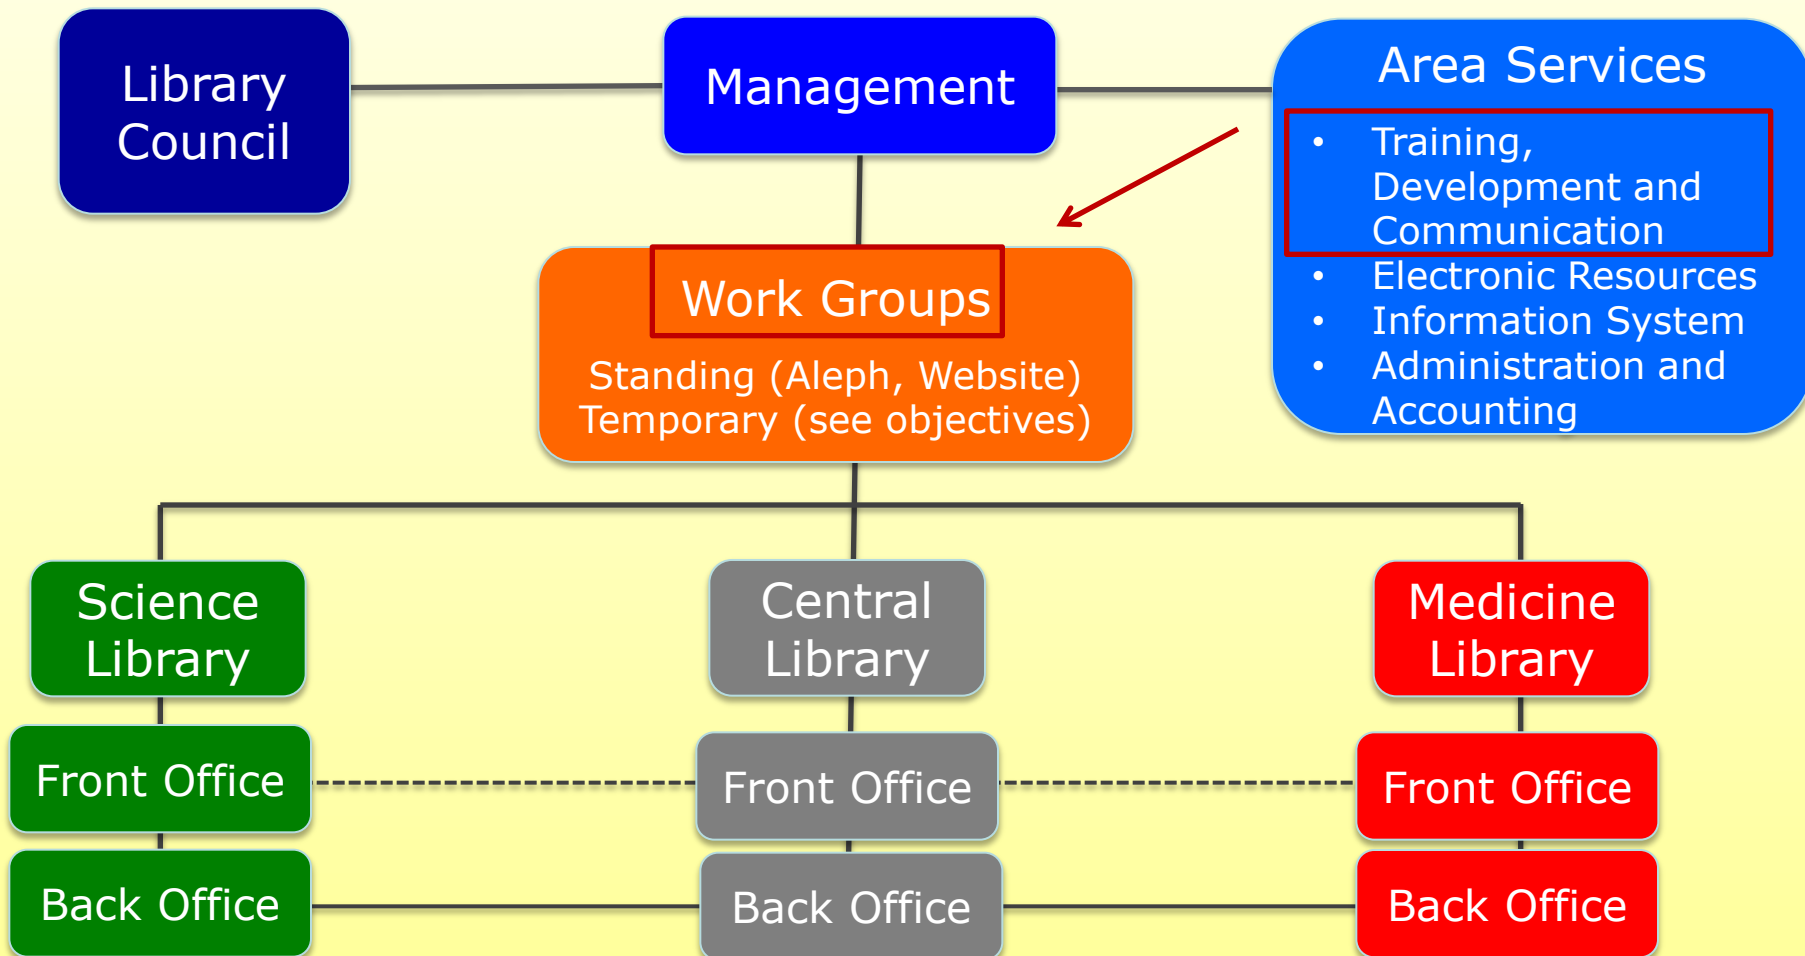 Library
Council
Management
Area Services
• Training,
Development and
Communication
• Electronic Resources
• Information System
• Administration and
Accounting
Work Groups
Standing (Aleph, Website)
Temporary (see objectives)
Science
Library
Central
Library
Medicine
Library
Front Office
Front Office
Front Office
Back Office
Back Office
Back Office